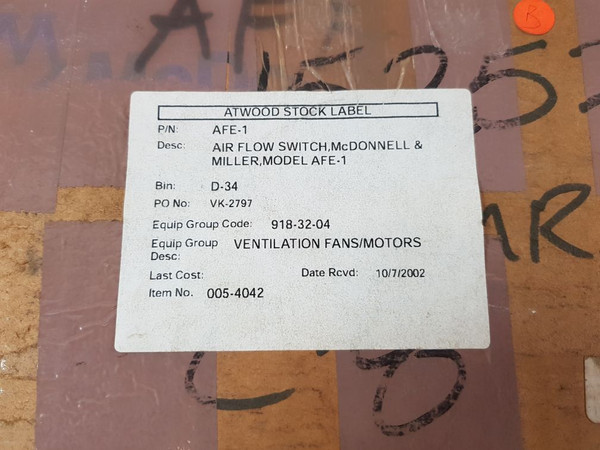 B
AF
ATWOOD STOCK LABEL
P/N: AFE-1
Desc: AIR FLOW SWITCH,McDONNELL &
MILLER,MODEL AFE-1
Bin: D-34
PO No: VK-2797
Equip Group Code: 918-32-04
Equip Group VENTILATION FANS/MOTORS
Desc:
Last Cost: Date Rcvd: 10/7/2002
Item No. 005-4042